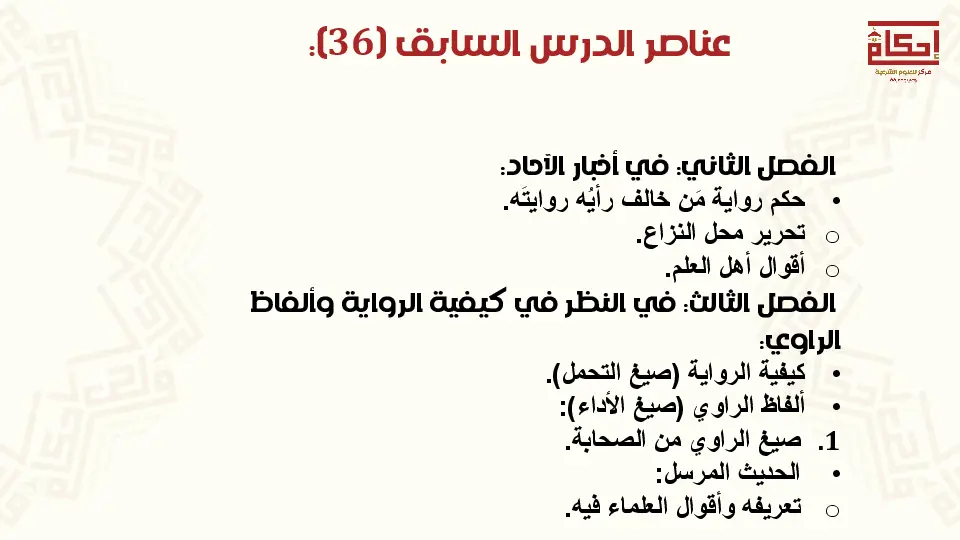 عناصر الدرس السابق (36):
إحكام
مركز للعلوم الشرعية
الفصل الثاني: في أخبار الآحاد:
• حكم رواية مَن خالف رأيُه روايتَه.
o تحرير محل النزاع.
o أقوال أهل العلم.
الفصل الثالث: في النظر في كيفية الرواية وألفاظ
الراوي:
• كيفية الرواية (صيغ التحمل).
• ألفاظ الراوي (صيغ الأداء):
1. صيغ الراوي من الصحابة.
• الحديث المرسل:
o تعريفه وأقوال العلماء فيه.